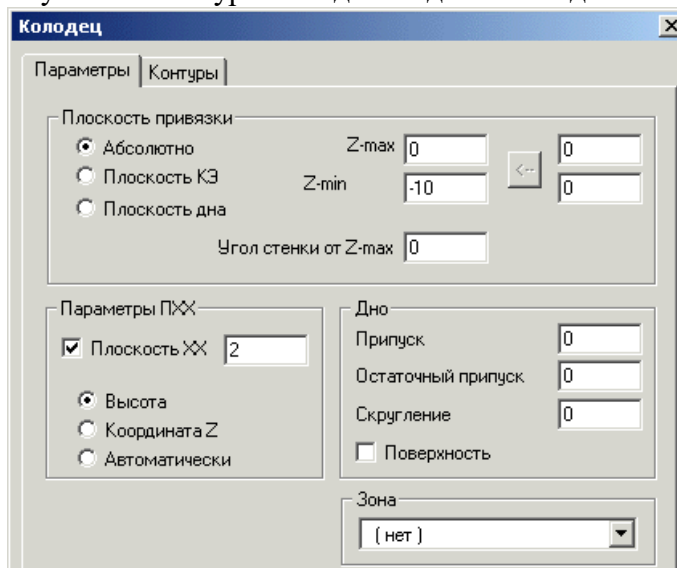 Колодец
Параметры Контуры
Плоскость привязки
Абсолютно Z-max 0 <-- 0
Плоскость КЭ Z-min -10 0
Плоскость дна
Угол стенки от Z-max 0
Параметры ПХХ
Плоскость ХХ 2
Высота
Координата Z
Автоматически
Дно
Припуск 0
Остаточный припуск 0
Скругление 0
Поверхность
Зона
( нет )